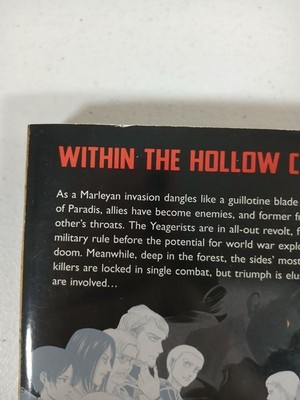 WITHIN THE HOLLOW
As a Marleyan invasion dangles like a guillotine blade
of Paradis, allies have become enemies, and former
other's throats. The Yeagerists are in all-out revolt,
military rule before the potential for world war
doom. Meanwhile, deep in the forest, the sides' most
killers are locked in single combat, but triumph is
are involved...